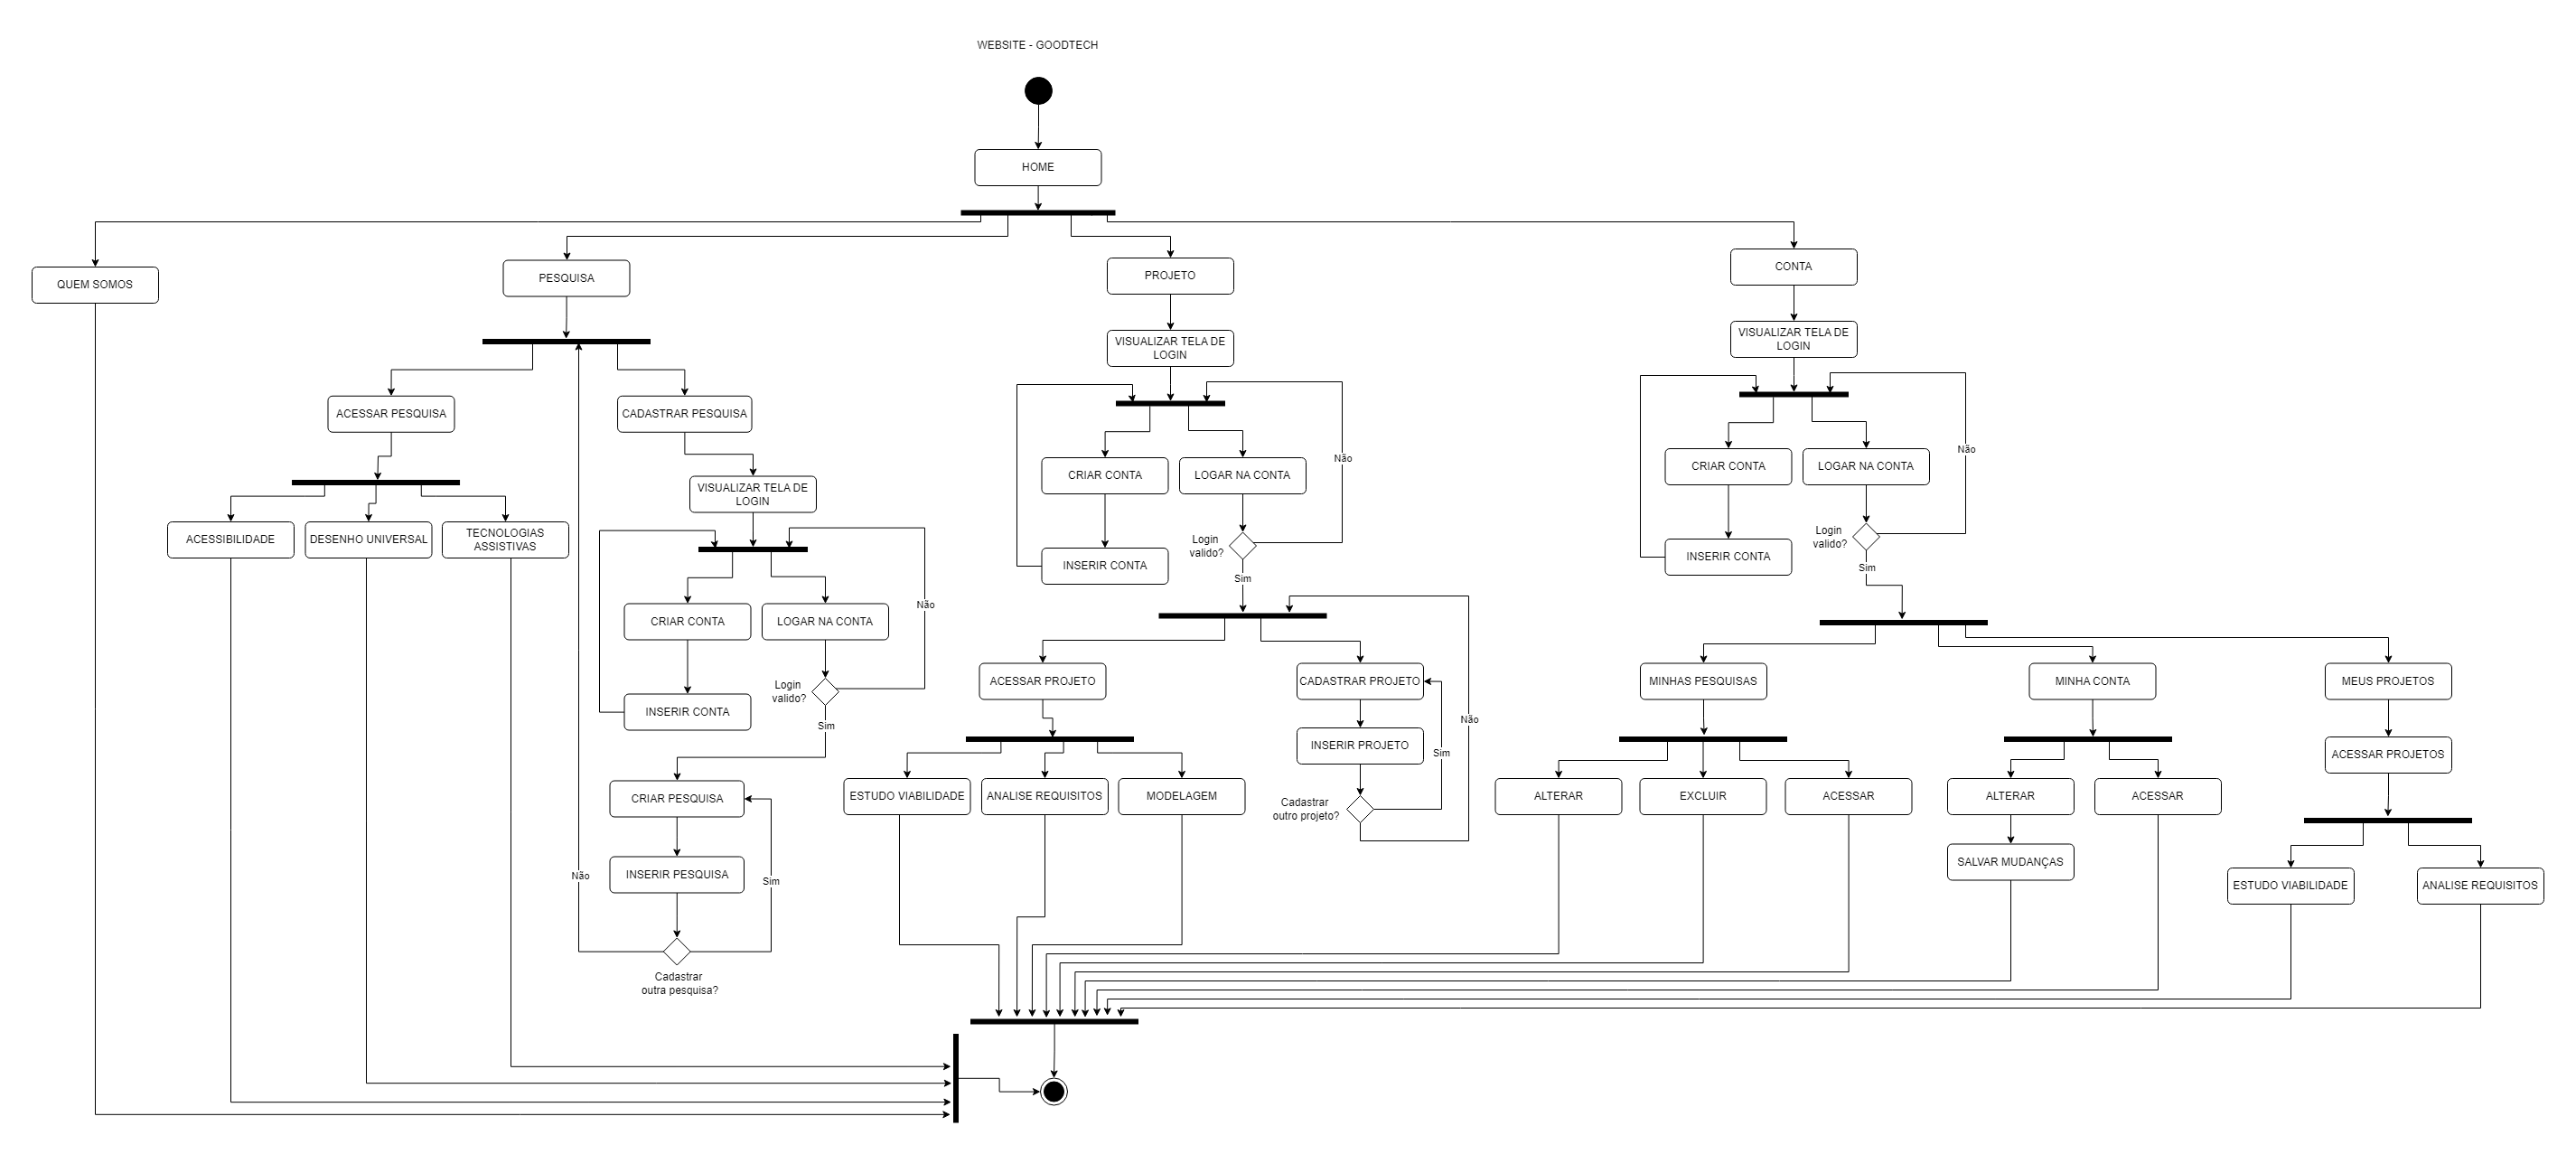 WEBSITE - GOODTECH
HOME
QUEM SOMOS
PESQUISA
PROJETO
CONTA
VISUALIZAR TELA DE
LOGIN
VISUALIZAR TELA DE
LOGIN
ACESSAR PESQUISA
CADASTRAR PESQUISA
VISUALIZAR TELA DE
LOGIN
ACESSIBILIDADE
DESENHO UNIVERSAL
TECNOLOGIAS
ASSISTIVAS
CRIAR CONTA
LOGAR NA CONTA
Não
INSERIR CONTA
Login
valido?
Sim
CRIAR PESQUISA
INSERIR PESQUISA
Não
Sim
Cadastrar
outra pesquisa?
CRIAR CONTA
LOGAR NA CONTA
Não
Login
valido?
INSERIR CONTA
Sim
ACESSAR PROJETO
CADASTRAR PROJETO
INSERIR PROJETO
Não
Sim
ESTUDO VIABILIDADE
ANALISE REQUISITOS
MODELAGEM
Cadastrar
outro projeto?
CRIAR CONTA
LOGAR NA CONTA
Não
Login
valido?
INSERIR CONTA
Sim
MINHAS PESQUISAS
MINHA CONTA
MEUS PROJETOS
ACESSAR PROJETOS
ALTERAR
EXCLUIR
ACESSAR
ALTERAR
ACESSAR
SALVAR MUDANÇAS
ESTUDO VIABILIDADE
ANALISE REQUISITOS